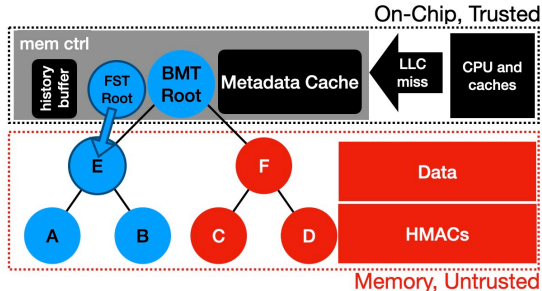 On-Chip, Trusted
mem ctrl
history
buffer
FST
Root
BMT
Root
Metadata Cache
LLC
miss
CPU and
caches
E
F
Data
A
B
C
D
HMACs
Memory, Untrusted